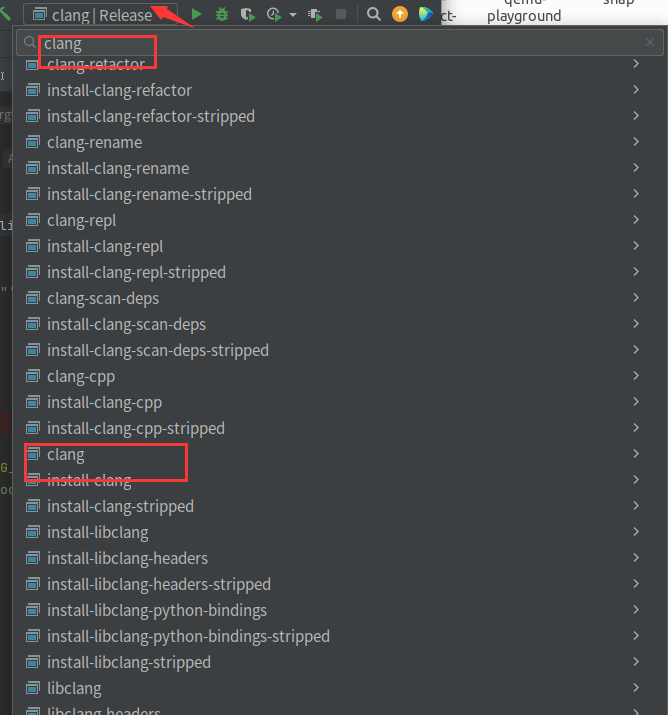 clang | Release
ct-
qemu-
playground
snap
clang
clang-refactor
install-clang-refactor
install-clang-refactor-stripped
clang-rename
install-clang-rename
install-clang-rename-stripped
clang-repl
install-clang-repl
install-clang-repl-stripped
clang-scan-deps
install-clang-scan-deps
install-clang-scan-deps-stripped
clang-cpp
install-clang-cpp
install-clang-cpp-stripped
clang
install-clang
install-clang-stripped
install-libclang
install-libclang-headers
install-libclang-headers-stripped
install-libclang-python-bindings
install-libclang-python-bindings-stripped
install-libclang-stripped
libclang
libclang-headers